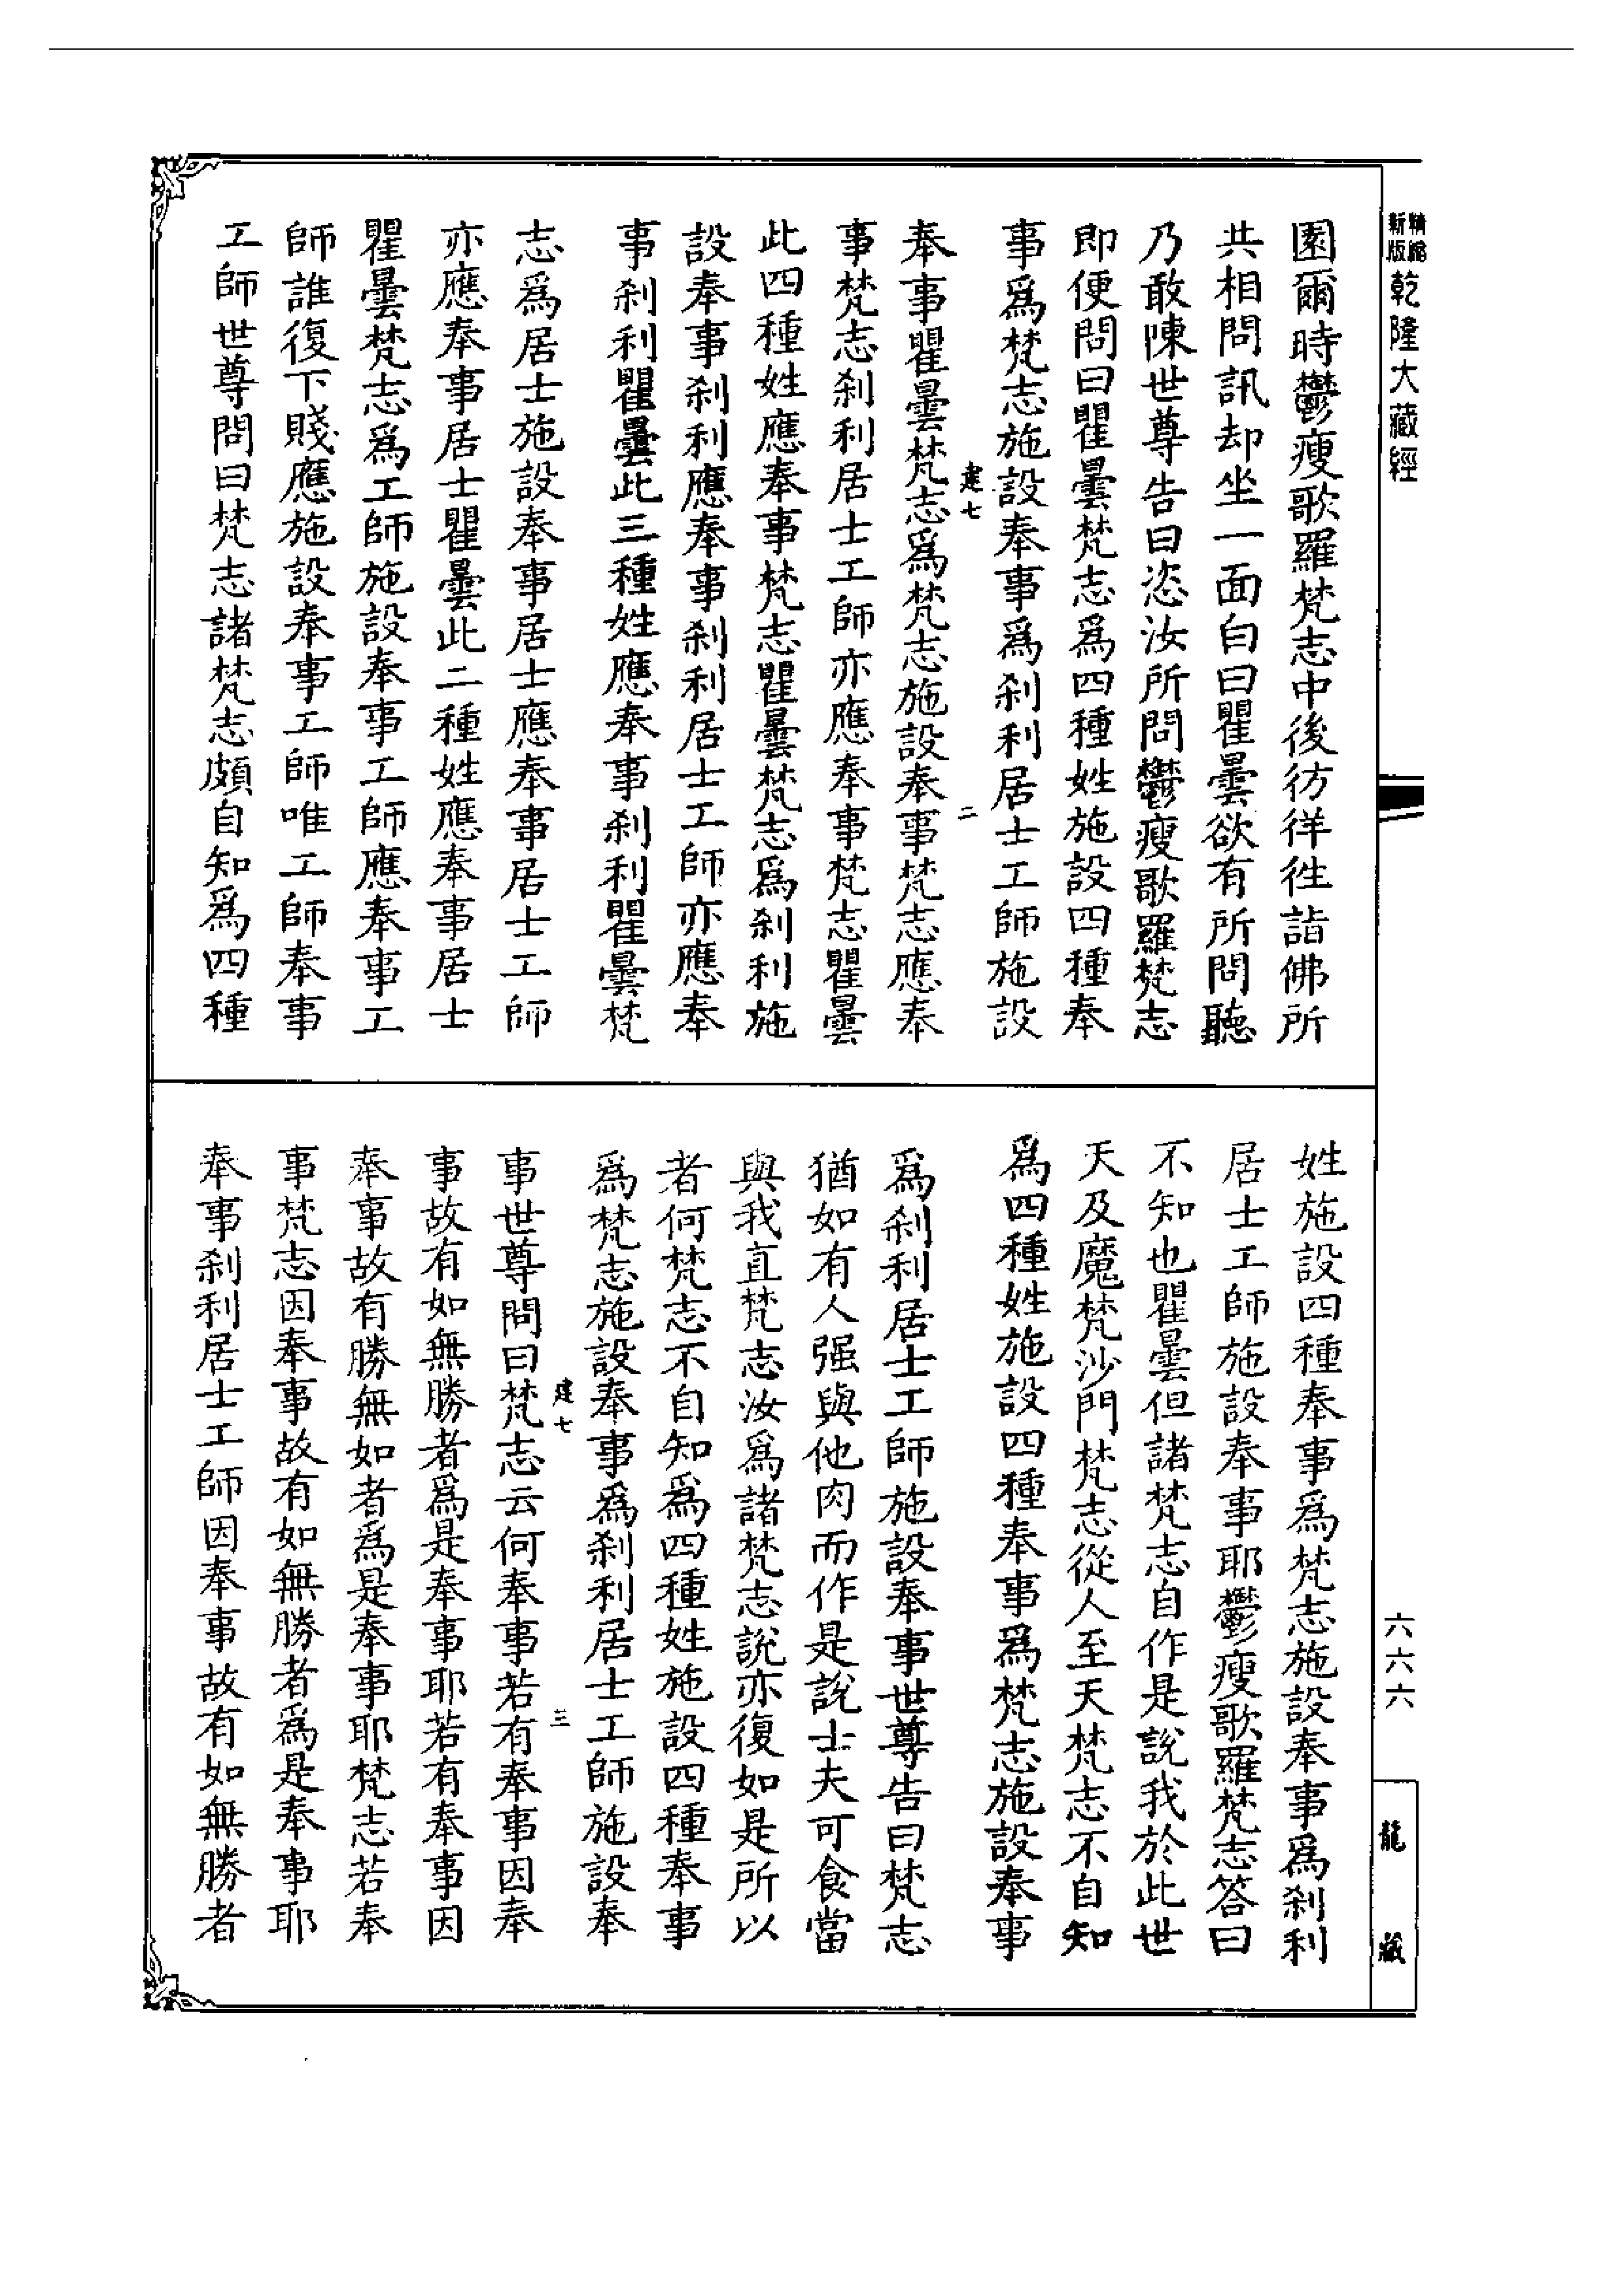 精縮新版乾隆大藏經
園爾時鬱瘦歌羅梵志中後彷徉往詣佛所
共相問訊却坐一面白曰瞿曇欲有所問聽
乃敢陳世尊告曰恣汝所問鬱瘦歌羅梵志
即便問曰瞿曇梵志為四種姓施設四種奉
事爲梵志施設奉事爲刹利居士工師施設
建七
二
奉事瞿曇梵志爲梵志施設奉事梵志應奉
事梵志刹利居士工師亦應奉事梵志瞿曇
此四種姓應奉事梵志瞿曇梵志爲刹利施
設奉事刹利應奉事刹利居士工師亦應奉
事刹利瞿曇此三種姓應奉事刹利瞿曇梵
志爲居士施設奉事居士應奉事居士工師
亦應奉事居士瞿曇此二種姓應奉事居士
瞿曇梵志爲工師施設奉事工師應奉事工
師誰復下賤應施設奉事工師唯工師奉事
工師世尊問曰梵志諸梵志頗自知爲四種
姓施設四種奉事爲梵志施設奉事爲刹利
居士工師施設奉事耶鬱瘦歌羅梵志答曰
不知也瞿曇但諸梵志自作是說我於此世
天及魔梵沙門梵志從人至天梵志不自知
爲四種姓施設四種奉事爲梵志施設奉事
爲刹利居士工師施設奉事世尊告曰梵志
猶如有人强與他肉而作是說士夫可食當
與我直梵志汝爲諸梵志說亦復如是所以
者何梵志不自知爲四種姓施設四種奉事
爲梵志施設奉事爲刹利居士工師施設奉
建七
三
事世尊問曰梵志云何奉事若有奉事因奉
事故有如無勝者爲是奉事耶若有奉事因
奉事故有勝無如者爲是奉事耶梵志若奉
事梵志因奉事故有如無勝者爲是奉事耶
奉事刹利居士工師因奉事故有如無勝者
六六六
龍藏